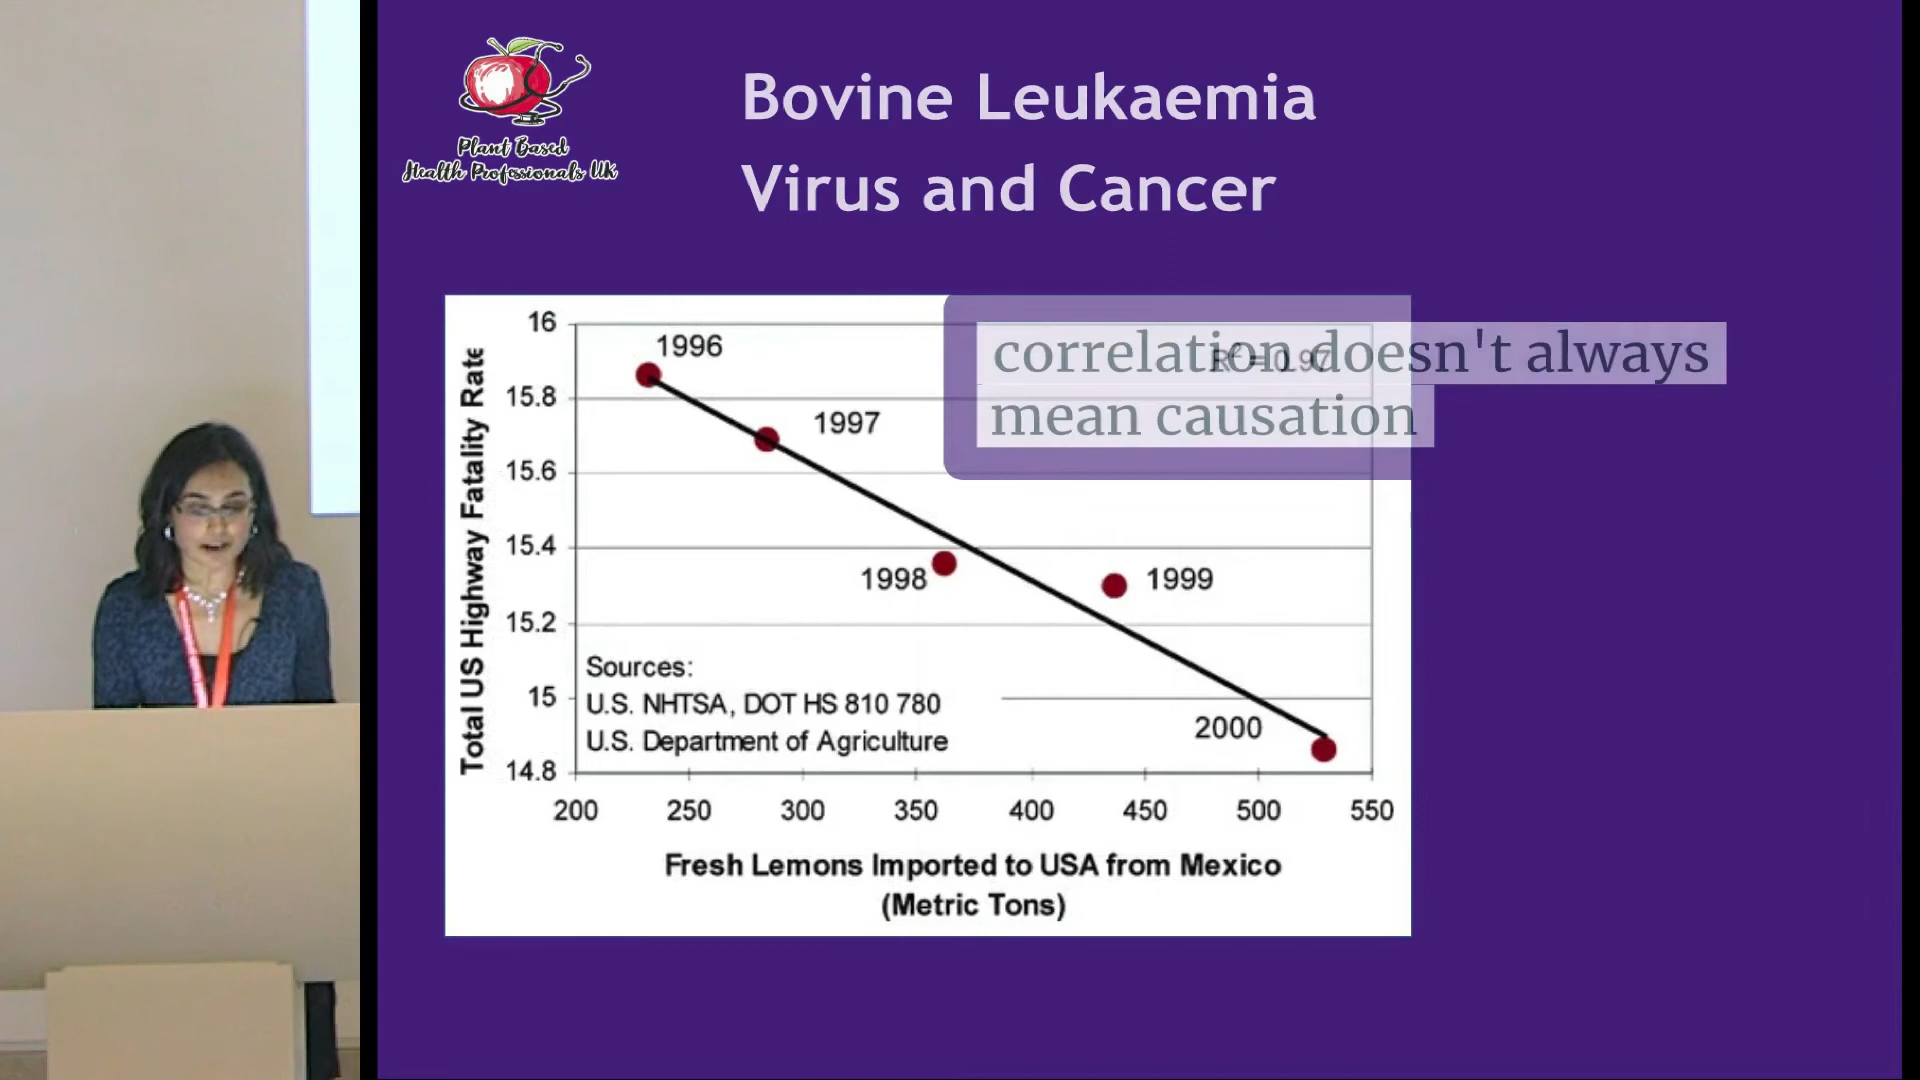 Plant Based
Health Professionals UK
Bovine Leukaemia
Virus and Cancer
correlation doesn't always
mean causation
R² = 0.97
Total US Highway Fatality Rate
16
15.8
15.6
15.4
15.2
15
14.8
1996
1997
1998
1999
2000
Sources:
U.S. NHTSA, DOT HS 810 780
U.S. Department of Agriculture
200 250 300 350 400 450 500 550
Fresh Lemons Imported to USA from Mexico
(Metric Tons)